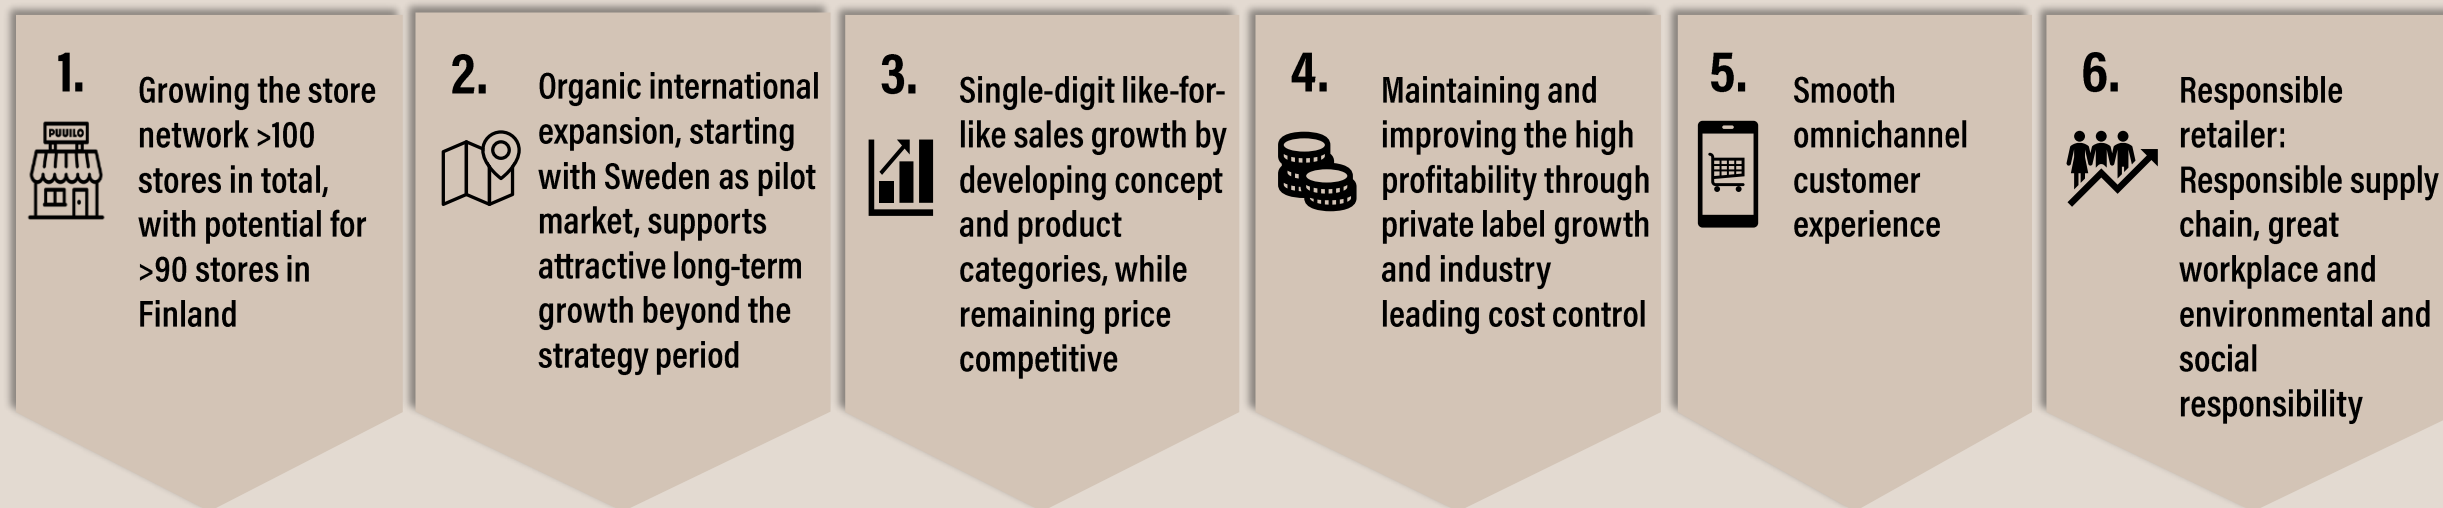 1.
PUUILO
Growing the store
network >100
stores in total,
with potential for
>90 stores in
Finland
2.
Organic international
expansion, starting
with Sweden as pilot
market, supports
attractive long-term
growth beyond the
strategy period
3.
Single-digit like-for-
like sales growth by
developing concept
and product
categories, while
remaining price
competitive
4.
Maintaining and
improving the high
profitability through
private label growth
and industry
leading cost control
5.
Smooth
omnichannel
customer
experience
6.
Responsible
retailer:
Responsible supply
chain, great
workplace and
environmental and
social
responsibility